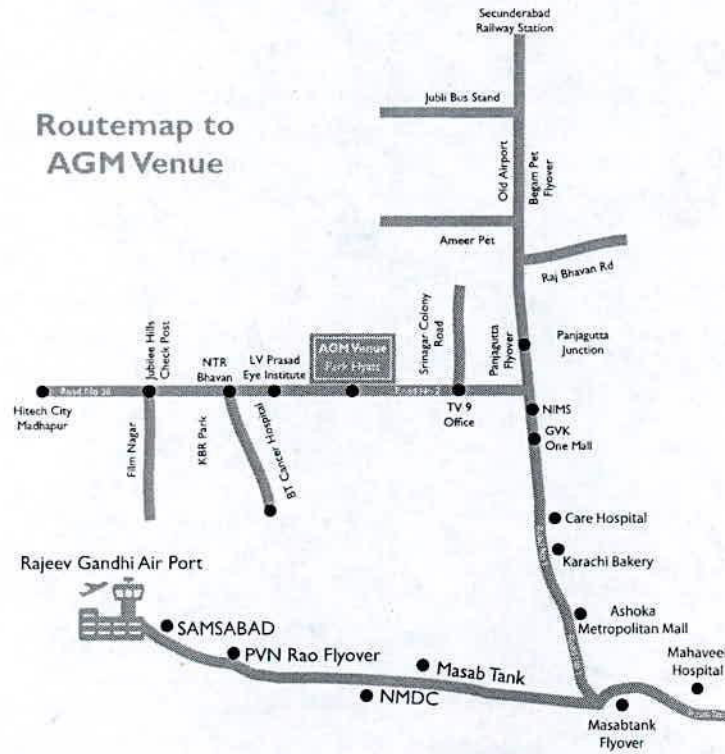 Secunderabad
Railway Station
Jubli Bus Stand
Routemap to
AGM Venue
Old Airport
Begam Pet
Flyover
Ameer Pet
Raj Bhavan Rd
Jubilee Hills
Check Post
NTR
Bhavan
LV Prasad
Eye Institute
AGM Venue
Park Hyatt
Srinagar Colony
Road
Panjagutta
Flyover
Panjagutta
Junction
Road No 36
Hitech City
Madhapur
TV 9
Office
NIMS
GVK
One Mall
Film Nagar
KBR Park
BT Cancer Hospital
Care Hospital
Karachi Bakery
Rajeev Gandhi Air Port
SAMSABAD
PVN Rao Flyover
Masab Tank
NMDC
Ashoka
Metropolitan Mall
Mahaveer
Hospital
Masabtank
Flyover